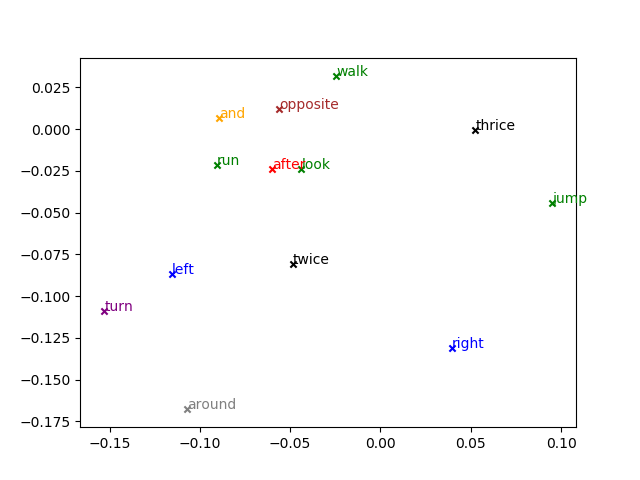 walk
opposite
and
thrice
run
after
look
jump
left
twice
turn
right
around
0.025
0.000
−0.025
−0.050
−0.075
−0.100
−0.125
−0.150
−0.175
−0.15 −0.10 −0.05 0.00 0.05 0.10